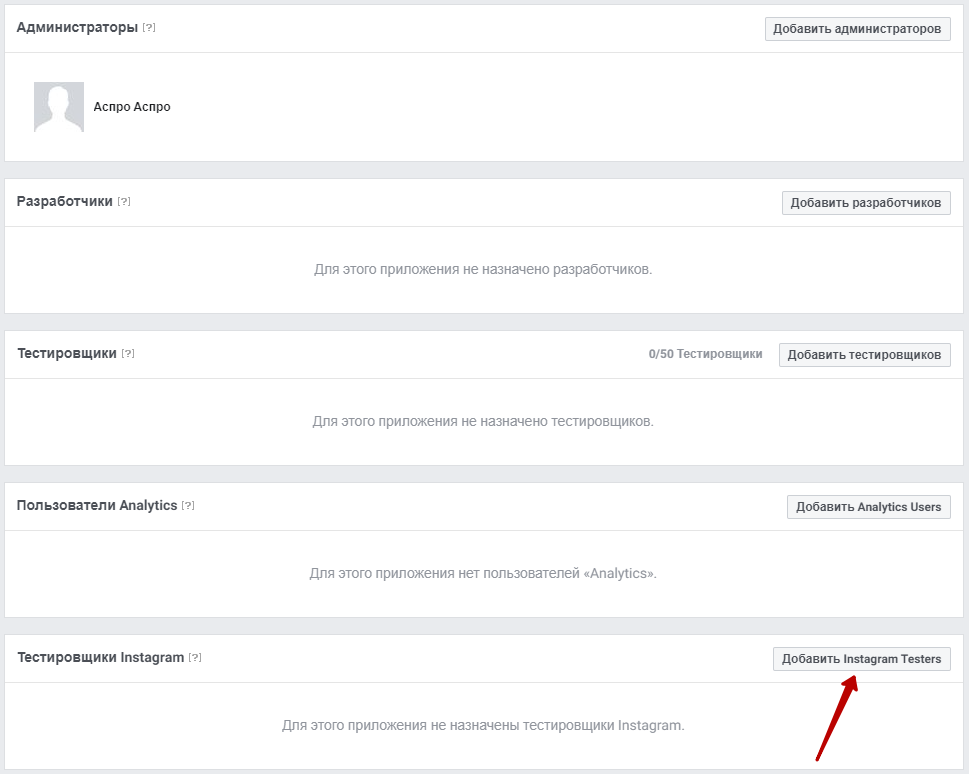 Администраторы [?]
Добавить администраторов
Аспро Аспро
Разработчики [?]
Добавить разработчиков
Для этого приложения не назначено разработчиков.
Тестировщики [?]
0/50 Тестировщики
Добавить тестировщиков
Для этого приложения не назначено тестировщиков.
Пользователи Analytics [?]
Добавить Analytics Users
Для этого приложения нет пользователей «Analytics».
Тестировщики Instagram [?]
Добавить Instagram Testers
Для этого приложения не назначены тестировщики Instagram.